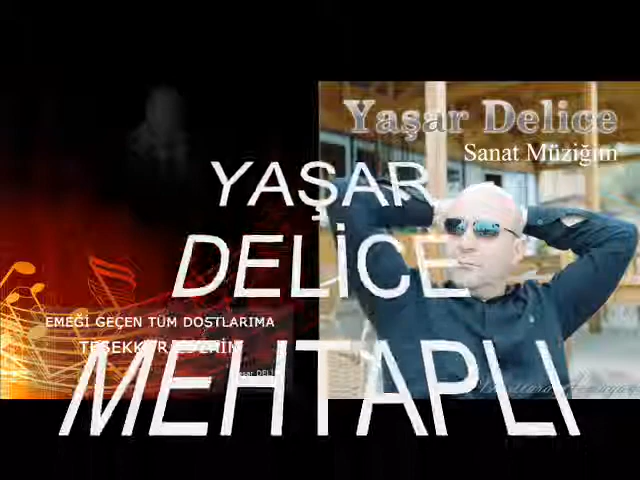 Yaşar Delice
Sanat Müziğim
YAŞAR
DELİCE
EMEĞİ GEÇEN TÜM DOSTLARIMA
MEHTAPLI